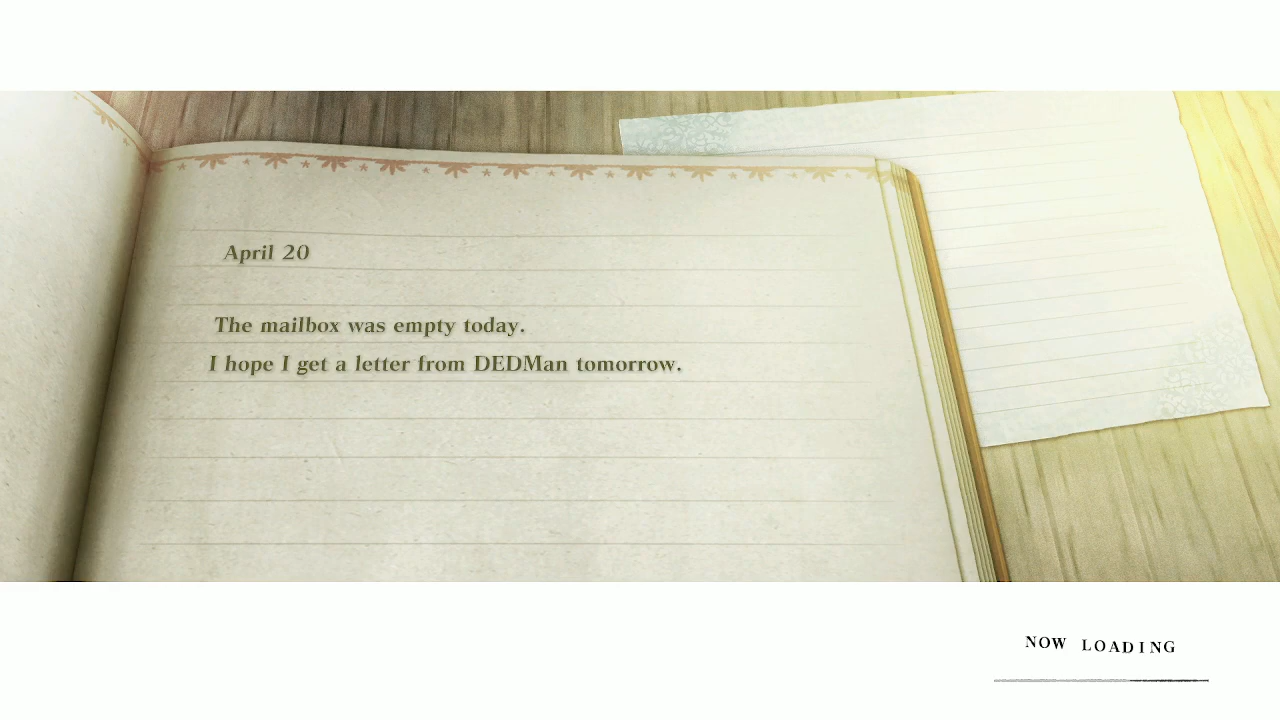 April 20
The mailbox was empty today.
I hope I get a letter from DEDMan tomorrow.
NOW LOADING